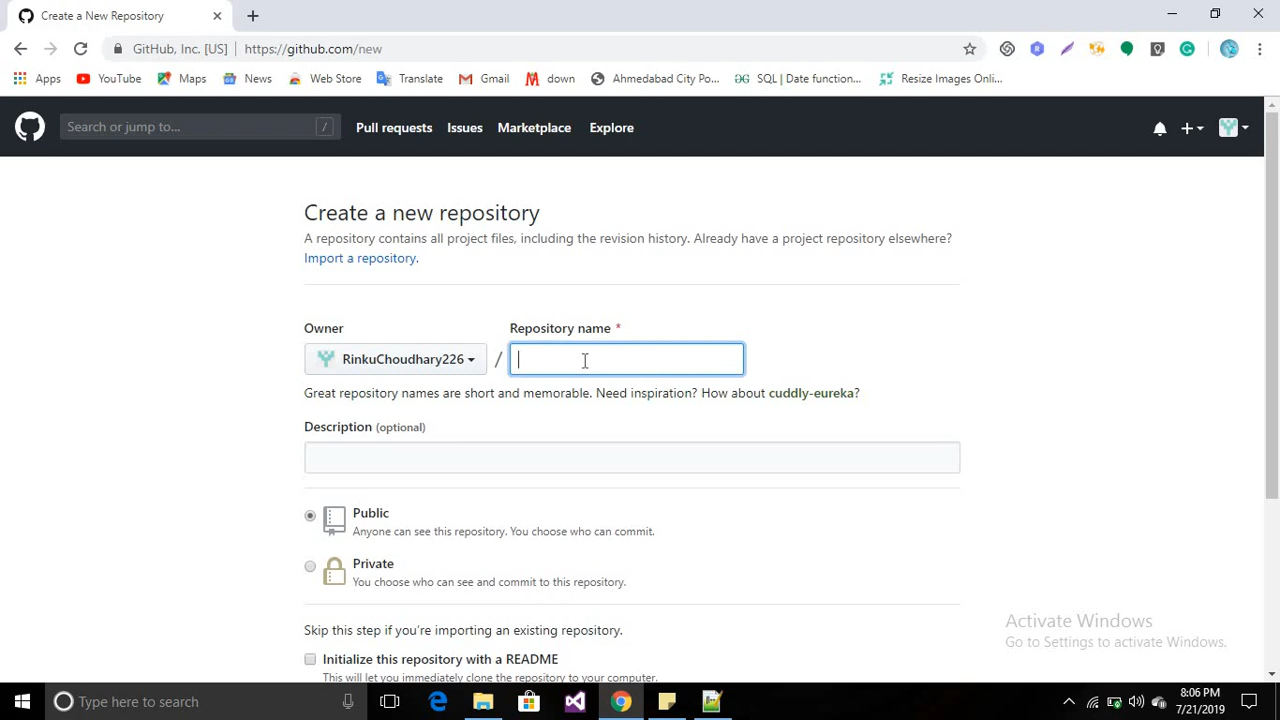 Create a New Repository
GitHub, Inc. [US] | https://github.com/new
Apps YouTube Maps News Web Store Translate Gmail down Ahmedabad City Po... SQL | Date function... Resize Images Onli...
Search or jump to... / Pull requests Issues Marketplace Explore
Create a new repository
A repository contains all project files, including the revision history. Already have a project repository elsewhere?
Import a repository.
Owner Repository name *
RinkuChoudhary226 /
Great repository names are short and memorable. Need inspiration? How about cuddly-eureka?
Description (optional)
Public
Anyone can see this repository. You choose who can commit.
Private
You choose who can see and commit to this repository.
Activate Windows
Go to Settings to activate Windows.
Skip this step if you're importing an existing repository.
Initialize this repository with a README
This will let you immediately clone the repository to your computer.
Type here to search
8:06 PM
7/21/2019